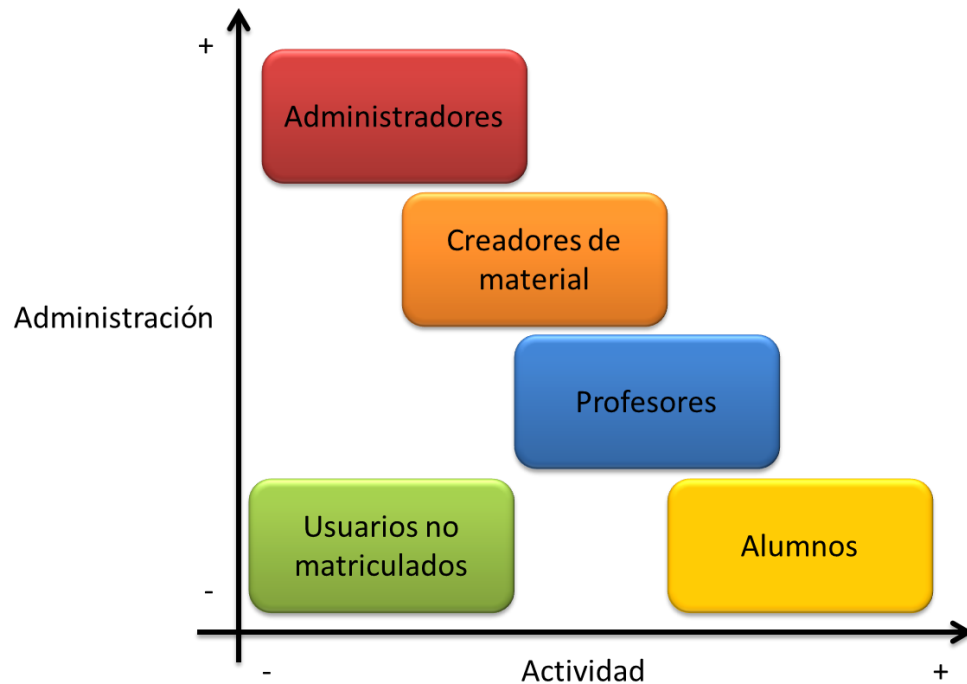 +
Administradores
Creadores de
material
Administración
Profesores
Usuarios no
matriculados
Alumnos
-
-
Actividad
+